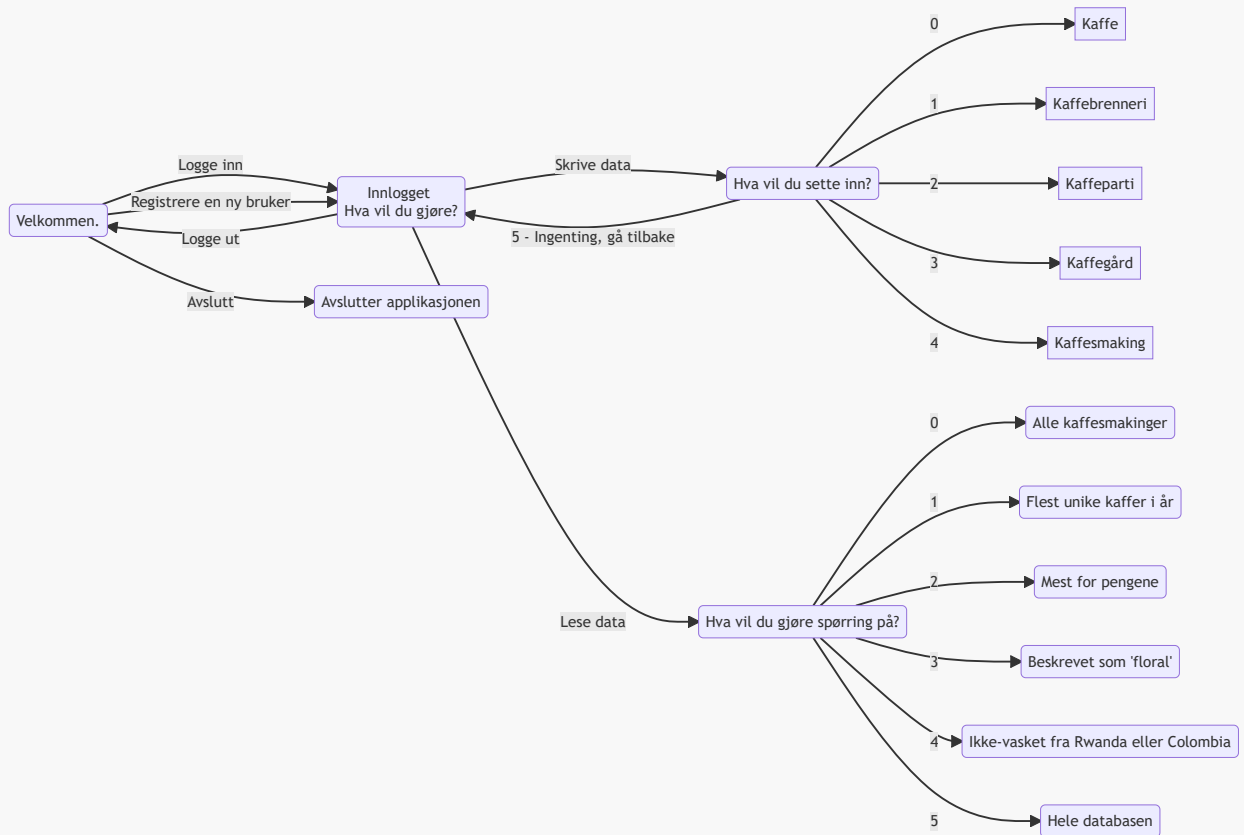 0
Kaffe
1
Kaffebrenneri
Logge inn
Skrive data
Innlogget
Hva vil du gjøre?
Hva vil du sette inn?
2
Kaffeparti
Registrere en ny bruker
Velkommen.
Logge ut
5 - Ingenting, gå tilbake
3
Kaffegård
Avslutt
Avslutter applikasjonen
4
Kaffesmaking
0
Alle kaffesmakinger
1
Flest unike kaffer i år
2
Mest for pengene
Lese data
Hva vil du gjøre spørring på?
3
Beskrevet som 'floral'
4
Ikke-vasket fra Rwanda eller Colombia
5
Hele databasen